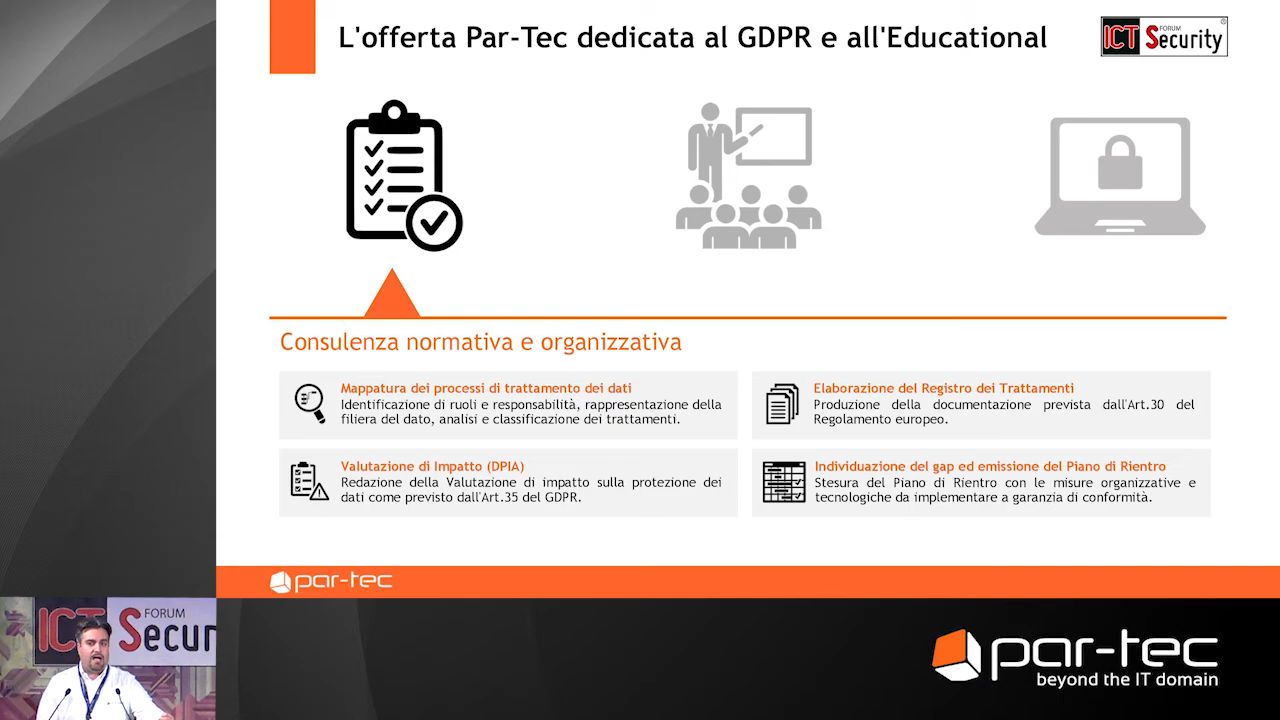 L'offerta Par-Tec dedicata al GDPR e all'Educational
ICT FORUM Security ®
Consulenza normativa e organizzativa
Mappatura dei processi di trattamento dei dati
Identificazione di ruoli e responsabilità, rappresentazione della
filiera del dato, analisi e classificazione dei trattamenti.
Elaborazione del Registro dei Trattamenti
Produzione della documentazione prevista dall'Art.30 del
Regolamento europeo.
Valutazione di Impatto (DPIA)
Redazione della Valutazione di impatto sulla protezione dei
dati come previsto dall'Art.35 del GDPR.
Individuazione del gap ed emissione del Piano di Rientro
Stesura del Piano di Rientro con le misure organizzative e
tecnologiche da implementare a garanzia di conformità.
par-tec
ICT FORUM
Secur
par-tec
beyond the IT domain